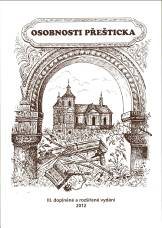 OSOBNOSTI PŘEŠTICKA
III. doplněné a rozšířené vydání
2012